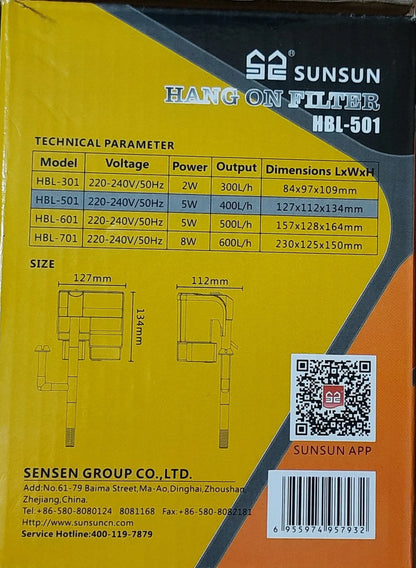 SUNSUN®
HANG ON FILTER
HBL-501
TECHNICAL PARAMETER
Model Voltage Power Output Dimensions LxWxH
HBL-301 220-240V/50Hz 2W 300L/h 84x97x109mm
HBL-501 220-240V/50Hz 5W 400L/h 127x112x134mm
HBL-601 220-240V/50Hz 5W 500L/h 157x128x164mm
HBL-701 220-240V/50Hz 8W 600L/h 230x125x150mm
SIZE
127mm 112mm
134mm
SUNSUN APP
SENSEN GROUP CO.,LTD.
Add:No.61-79 Baima Street,Ma-Ao,Dinghai,Zhoushan,
Zhejiang,China.
Tel:+86-580-8080124 8081168 Fax:+86-580-8082181
Http://www.sunsuncn.com
Service Hotline:400-119-7879
6 955974 957932